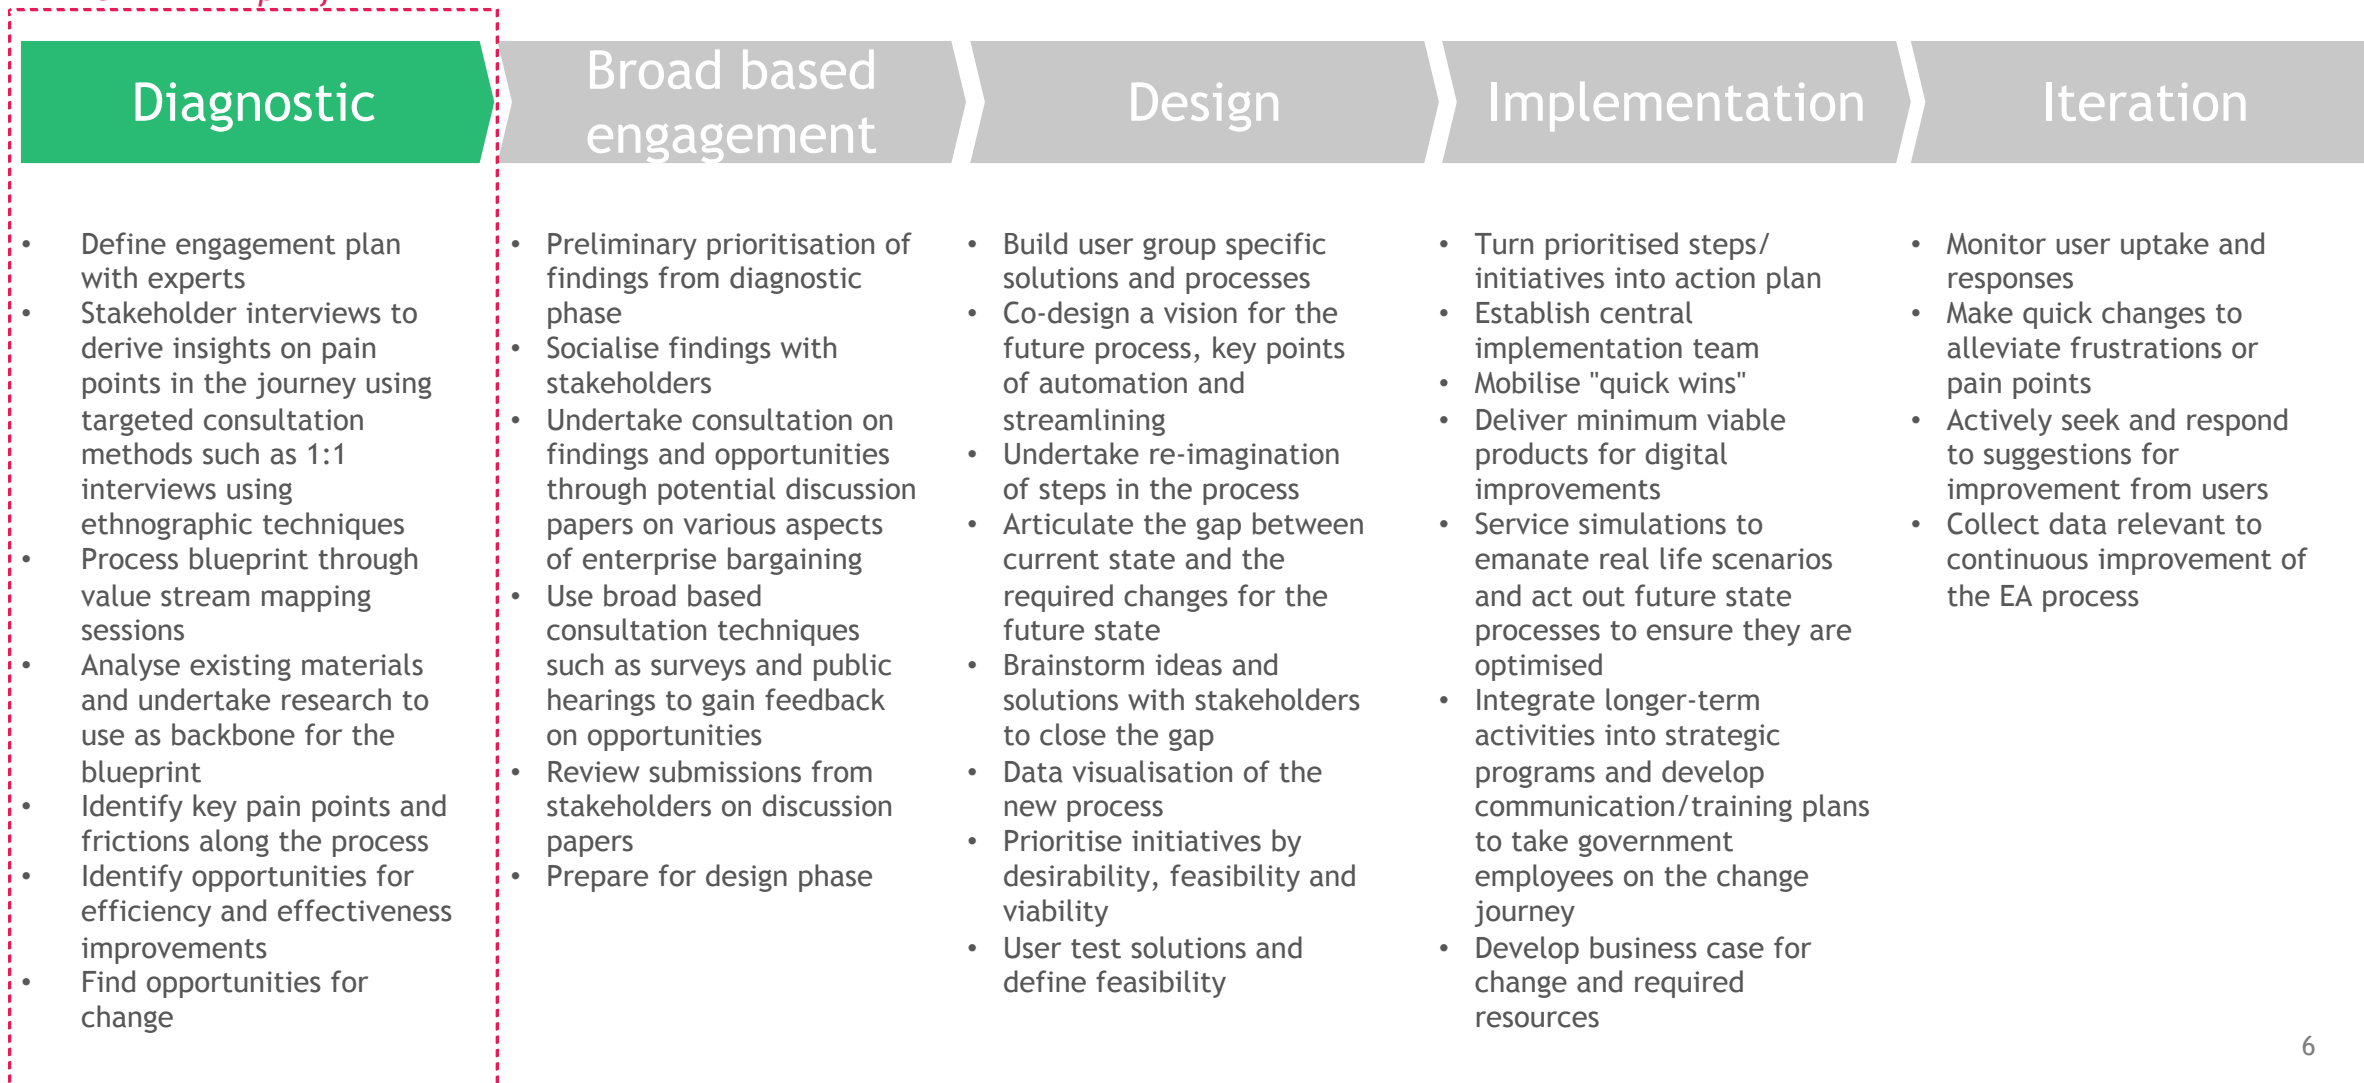 Diagnostic
Broad based
engagement
Design
Implementation
Iteration
• Define engagement plan
with experts
• Stakeholder interviews to
derive insights on pain
points in the journey using
targeted consultation
methods such as 1:1
interviews using
ethnographic techniques
• Process blueprint through
value stream mapping
sessions
• Analyse existing materials
and undertake research to
use as backbone for the
blueprint
• Identify key pain points and
frictions along the process
• Identify opportunities for
efficiency and effectiveness
improvements
• Find opportunities for
change
• Preliminary prioritisation of
findings from diagnostic
phase
• Socialise findings with
stakeholders
• Undertake consultation on
findings and opportunities
through potential discussion
papers on various aspects
of enterprise bargaining
• Use broad based
consultation techniques
such as surveys and public
hearings to gain feedback
on opportunities
• Review submissions from
stakeholders on discussion
papers
• Prepare for design phase
• Build user group specific
solutions and processes
• Co-design a vision for the
future process, key points
of automation and
streamlining
• Undertake re-imagination
of steps in the process
• Articulate the gap between
current state and the
required changes for the
future state
• Brainstorm ideas and
solutions with stakeholders
to close the gap
• Data visualisation of the
new process
• Prioritise initiatives by
desirability, feasibility and
viability
• User test solutions and
define feasibility
• Turn prioritised steps/
initiatives into action plan
• Establish central
implementation team
• Mobilise "quick wins"
• Deliver minimum viable
products for digital
improvements
• Service simulations to
emanate real life scenarios
and act out future state
processes to ensure they are
optimised
• Integrate longer-term
activities into strategic
programs and develop
communication/training plans
to take government
employees on the change
journey
• Develop business case for
change and required
resources
• Monitor user uptake and
responses
• Make quick changes to
alleviate frustrations or
pain points
• Actively seek and respond
to suggestions for
improvement from users
• Collect data relevant to
continuous improvement of
the EA process
6